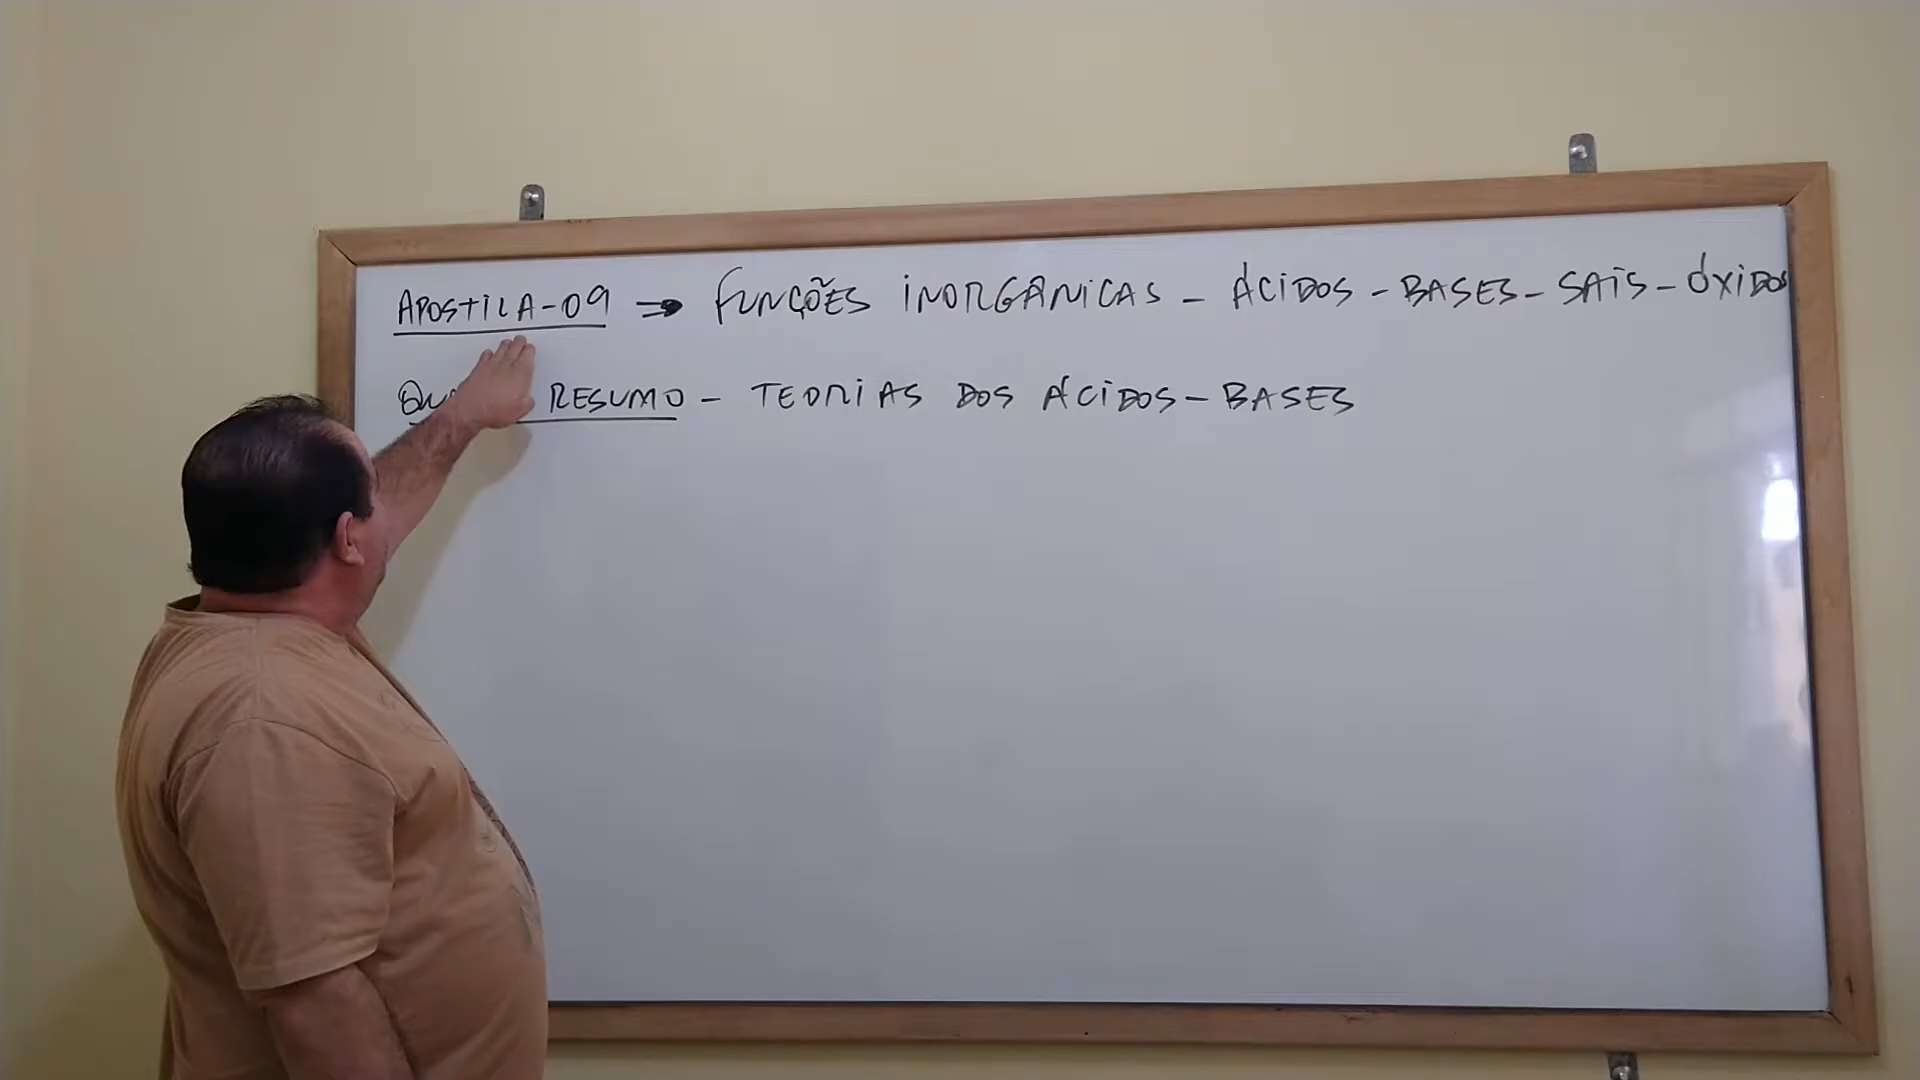 APOSTILA-09 ⇒ FUNÇÕES INORGÂNICAS - ÁCIDOS - BASES - SAIS - ÓXIDOS
RESUMO - TEORIAS DOS ÁCIDOS - BASES